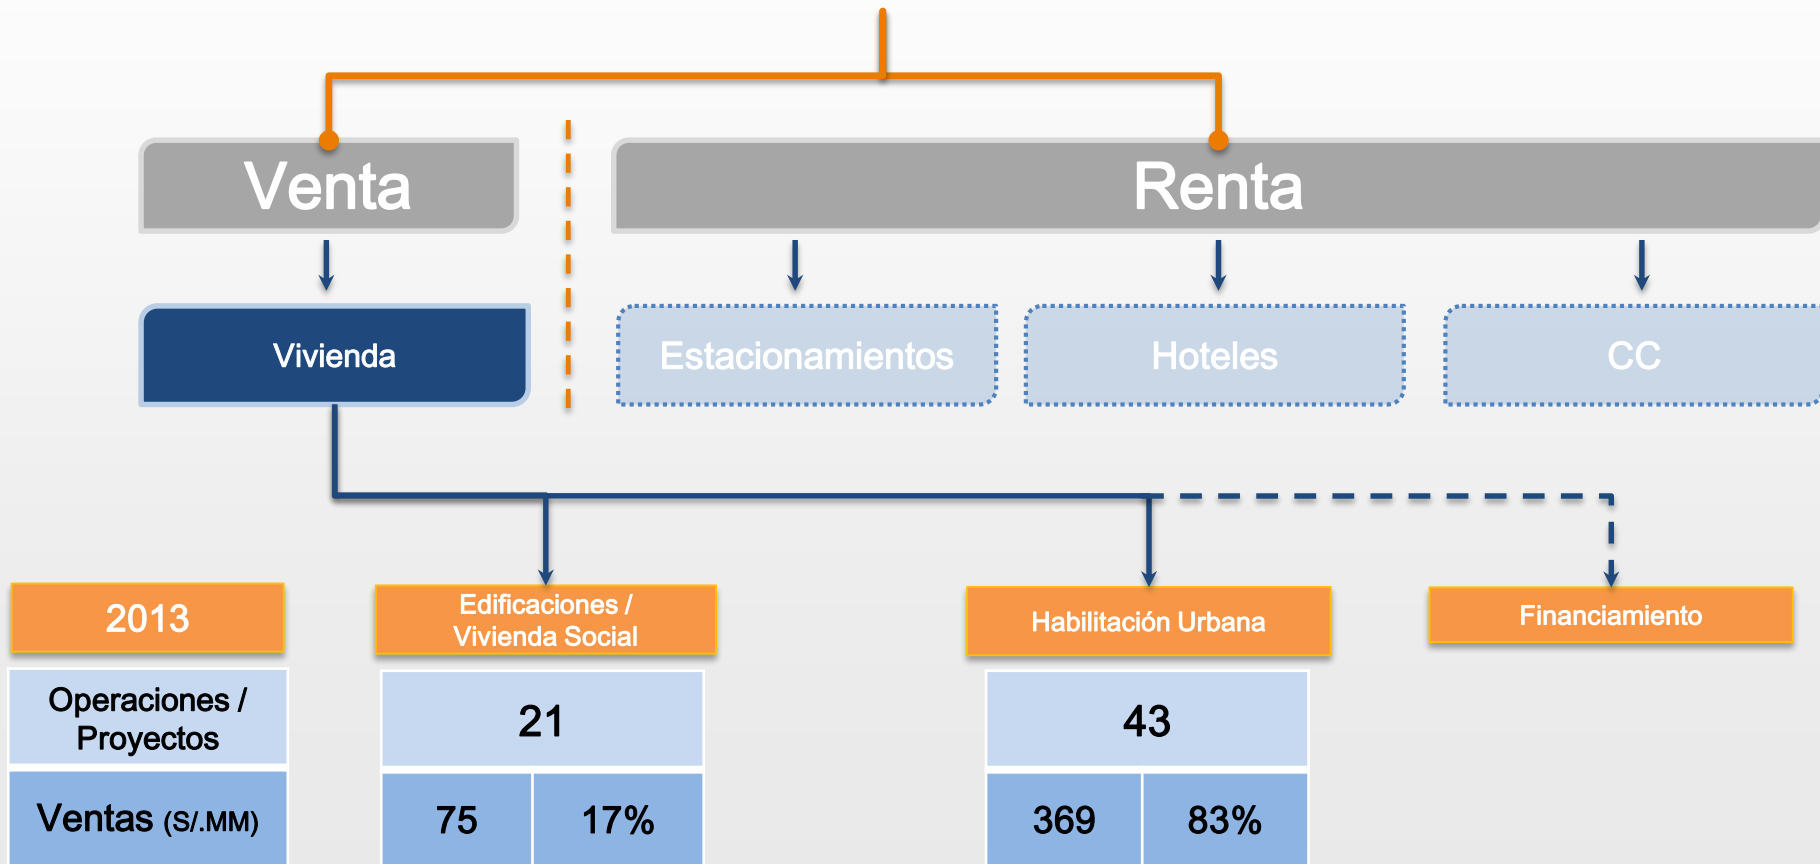 Venta
Renta
Vivienda
Estacionamientos
Hoteles
CC
2013
Edificaciones /
Vivienda Social
Habilitación Urbana
Financiamiento
Operaciones /
Proyectos
21
43
Ventas (S/.MM)
75
17%
369
83%